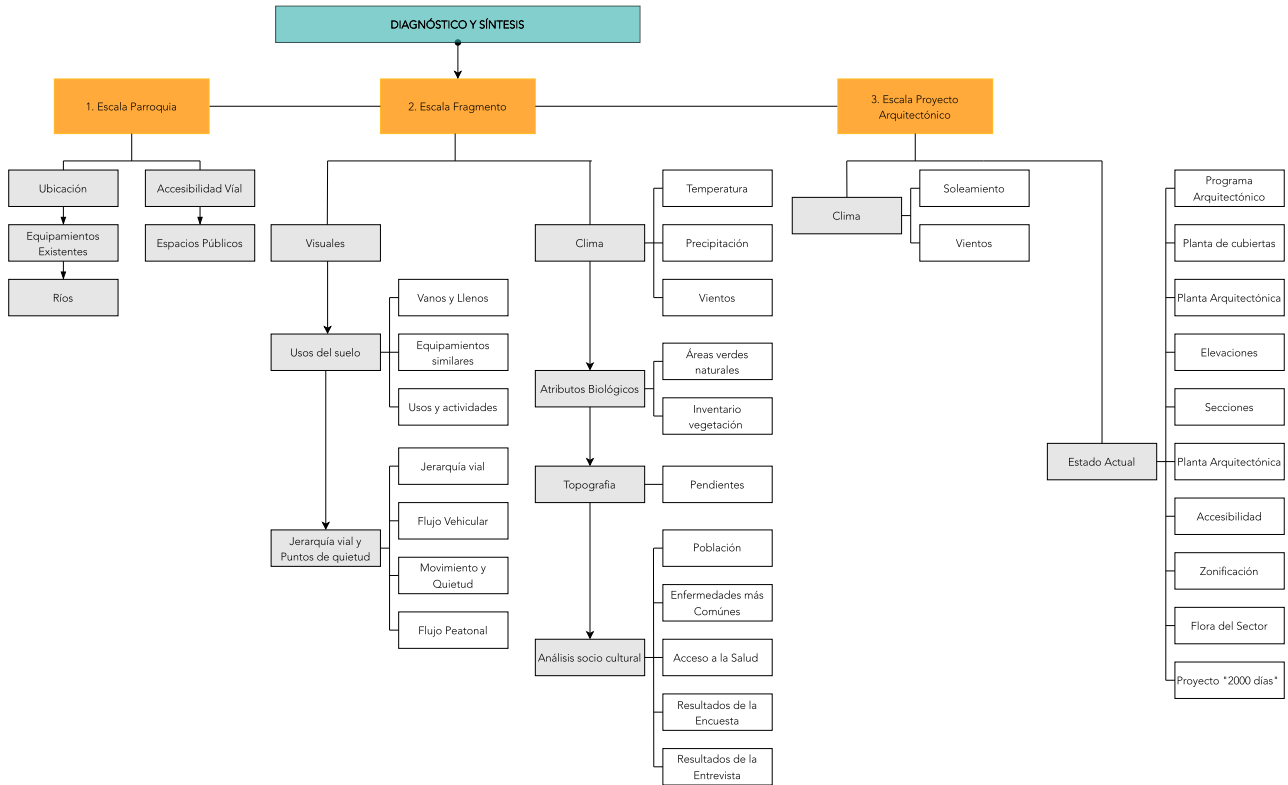 DIAGNÓSTICO Y SÍNTESIS
1. Escala Parroquia
2. Escala Fragmento
3. Escala Proyecto
Arquitectónico
Ubicación
Equipamientos
Existentes
Ríos
Accesibilidad Víal
Espacios Públicos
Visuales
Usos del suelo
Vanos y Llenos
Equipamientos
similares
Usos y actividades
Jerarquía vial y
Puntos de quietud
Jerarquía vial
Flujo Vehicular
Movimiento y
Quietud
Flujo Peatonal
Clima
Temperatura
Precipitación
Vientos
Atributos Biológicos
Áreas verdes
naturales
Inventario
vegetación
Topografia
Pendientes
Análisis socio cultural
Población
Enfermedades más
Comúnes
Acceso a la Salud
Resultados de la
Encuesta
Resultados de la
Entrevista
Clima
Soleamiento
Vientos
Estado Actual
Programa
Arquitectónico
Planta de cubiertas
Planta Arquitectónica
Elevaciones
Secciones
Planta Arquitectónica
Accesibilidad
Zonificación
Flora del Sector
Proyecto "2000 días"